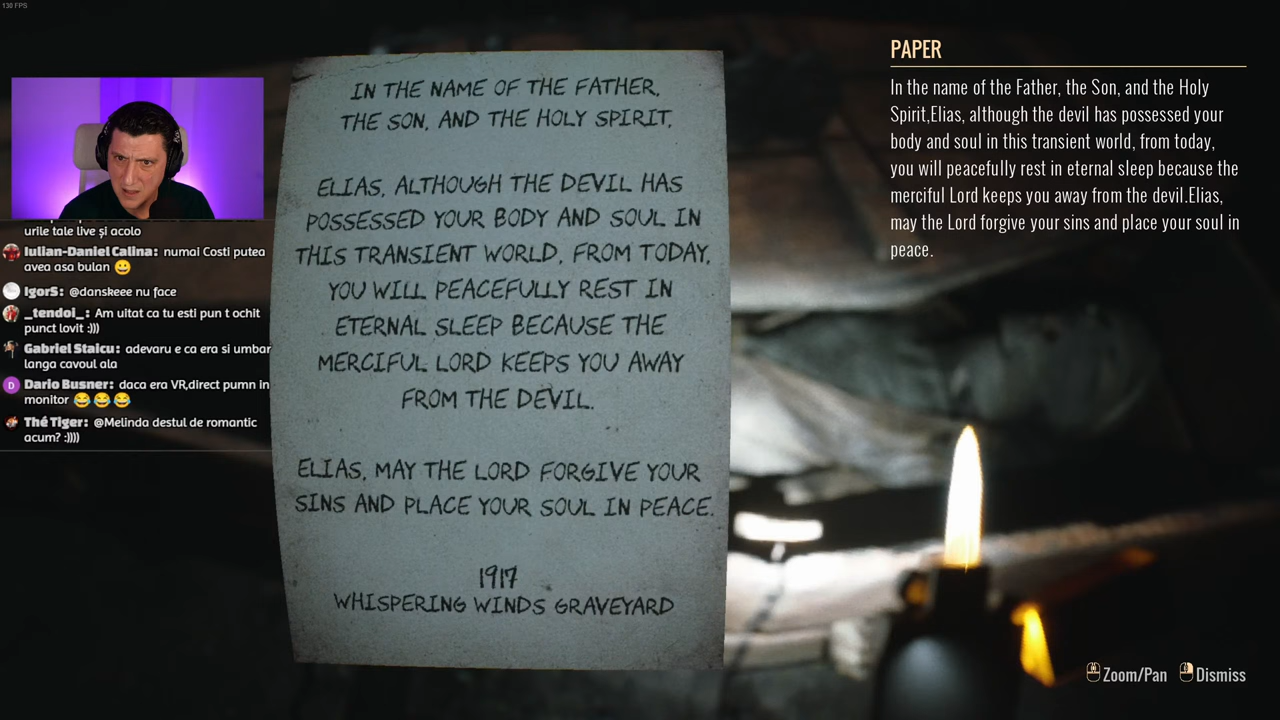 130 FPS
urile tale live și acolo
Iulian-Daniel Calina: numai Costi putea
avea asa bulan
IgorS: @danskeee nu face
_tendoi_: Am uitat ca tu esti pun t ochit
punct lovit :)))
Gabriel Staicu: adevaru e ca era si umbar
langa cavoul ala
D
Dario Busner: daca era VR,direct pumn in
monitor
Thé Tiger: @Melinda destul de romantic
acum? :))))
IN THE NAME OF THE FATHER,
THE SON, AND THE HOLY SPIRIT,
ELIAS, ALTHOUGH THE DEVIL HAS
POSSESSED YOUR BODY AND SOUL IN
THIS TRANSIENT WORLD, FROM TODAY,
YOU WILL PEACEFULLY REST IN
ETERNAL SLEEP BECAUSE THE
MERCIFUL LORD KEEPS YOU AWAY
FROM THE DEVIL.
ELIAS, MAY THE LORD FORGIVE YOUR
SINS AND PLACE YOUR SOUL IN PEACE.
1917
WHISPERING WINDS GRAVEYARD
PAPER
In the name of the Father, the Son, and the Holy
Spirit,Elias, although the devil has possessed your
body and soul in this transient world, from today,
you will peacefully rest in eternal sleep because the
merciful Lord keeps you away from the devil.Elias,
may the Lord forgive your sins and place your soul in
peace.
Zoom/Pan Dismiss